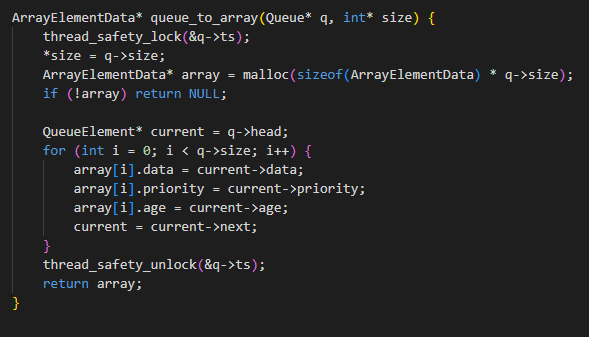 ArrayElementData* queue_to_array(Queue* q, int* size) {
    thread_safety_lock(&q->ts);
    *size = q->size;
    ArrayElementData* array = malloc(sizeof(ArrayElementData) * q->size);
    if (!array) return NULL;

    QueueElement* current = q->head;
    for (int i = 0; i < q->size; i++) {
        array[i].data = current->data;
        array[i].priority = current->priority;
        array[i].age = current->age;
        current = current->next;
    }
    thread_safety_unlock(&q->ts);
    return array;
}